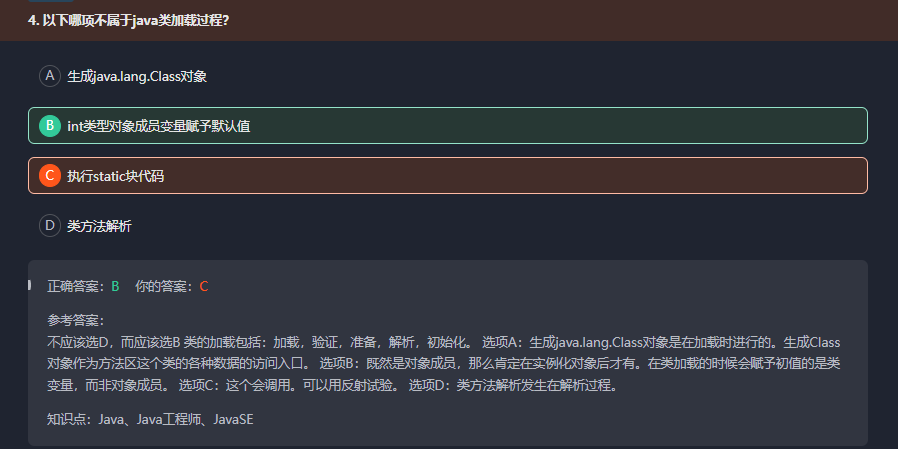 4. 以下哪项不属于java类加载过程?
A 生成java.lang.Class对象
B int类型对象成员变量赋予默认值
C 执行static块代码
D 类方法解析
正确答案：B 你的答案：C
参考答案：
不应该选D，而应该选B 类的加载包括：加载，验证，准备，解析，初始化。 选项A：生成java.lang.Class对象是在加载时进行的。生成Class
对象作为方法区这个类的各种数据的访问入口。 选项B：既然是对象成员，那么肯定在实例化对象后才有。在类加载的时候会赋予初值的是类
变量，而非对象成员。 选项C：这个会调用。可以用反射试验。 选项D：类方法解析发生在解析过程。
知识点：Java、Java工程师、JavaSE